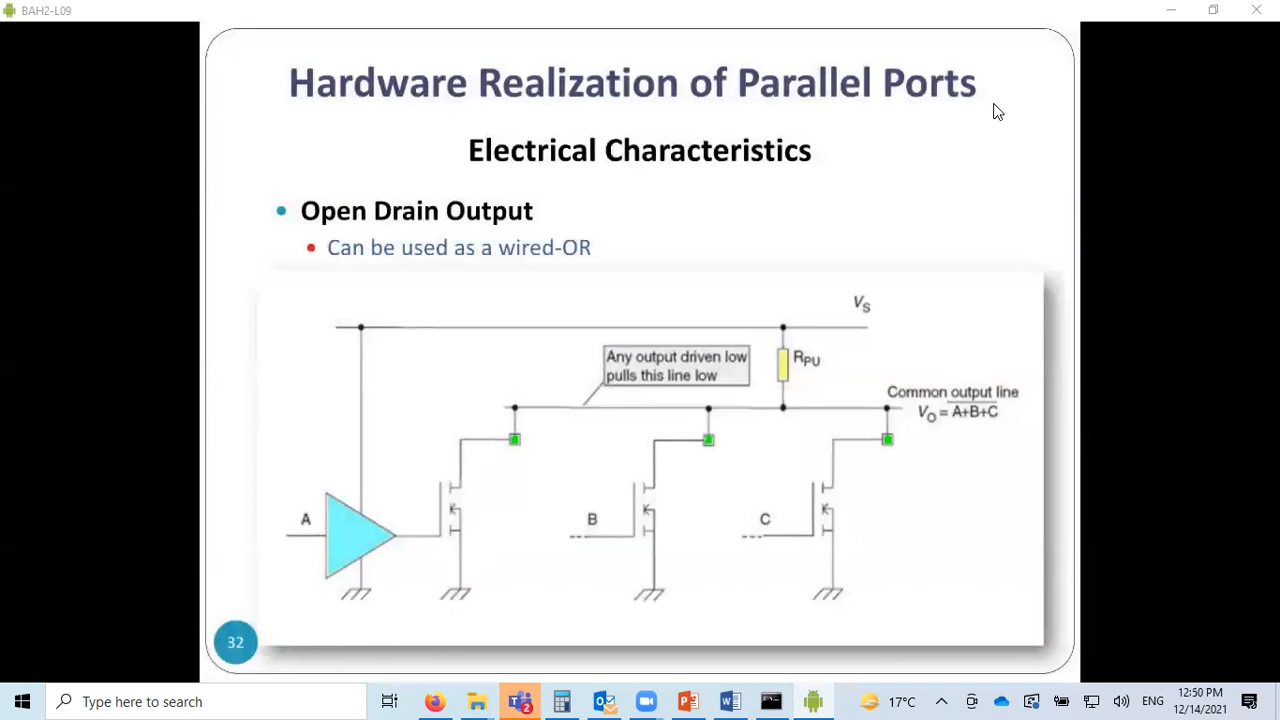 BAH2-L09
Hardware Realization of Parallel Ports
Electrical Characteristics
Open Drain Output
Can be used as a wired-OR
VS
Any output driven low
pulls this line low
RPU
Common output line
VO = A+B+C
A
B
C
32
Type here to search
2
17°C
ENG
12:50 PM
12/14/2021
3